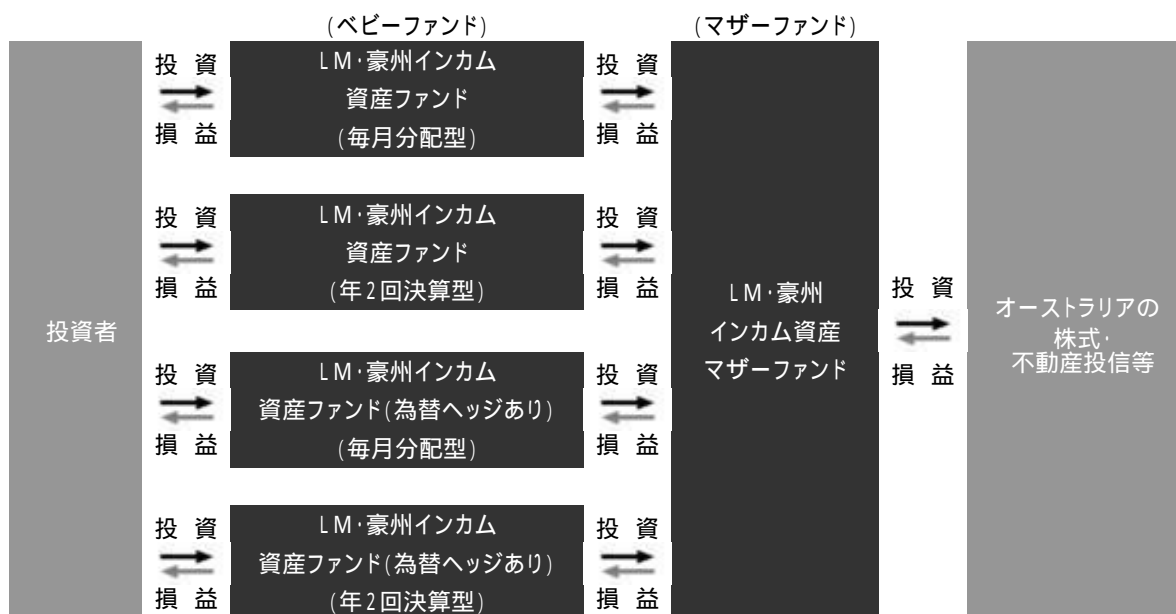 (ベビーファンド)
(マザーファンド)
投資者
投資
損益
LM・豪州インカム
資産ファンド
(毎月分配型)
投資
損益
投資
損益
LM・豪州インカム
資産ファンド
(年2回決算型)
投資
損益
投資
損益
LM・豪州インカム
資産ファンド(為替ヘッジあり)
(毎月分配型)
投資
損益
投資
損益
LM・豪州インカム
資産ファンド(為替ヘッジあり)
(年2回決算型)
投資
損益
LM・豪州
インカム資産
マザーファンド
投資
損益
オーストラリアの
株式・
不動産投信等